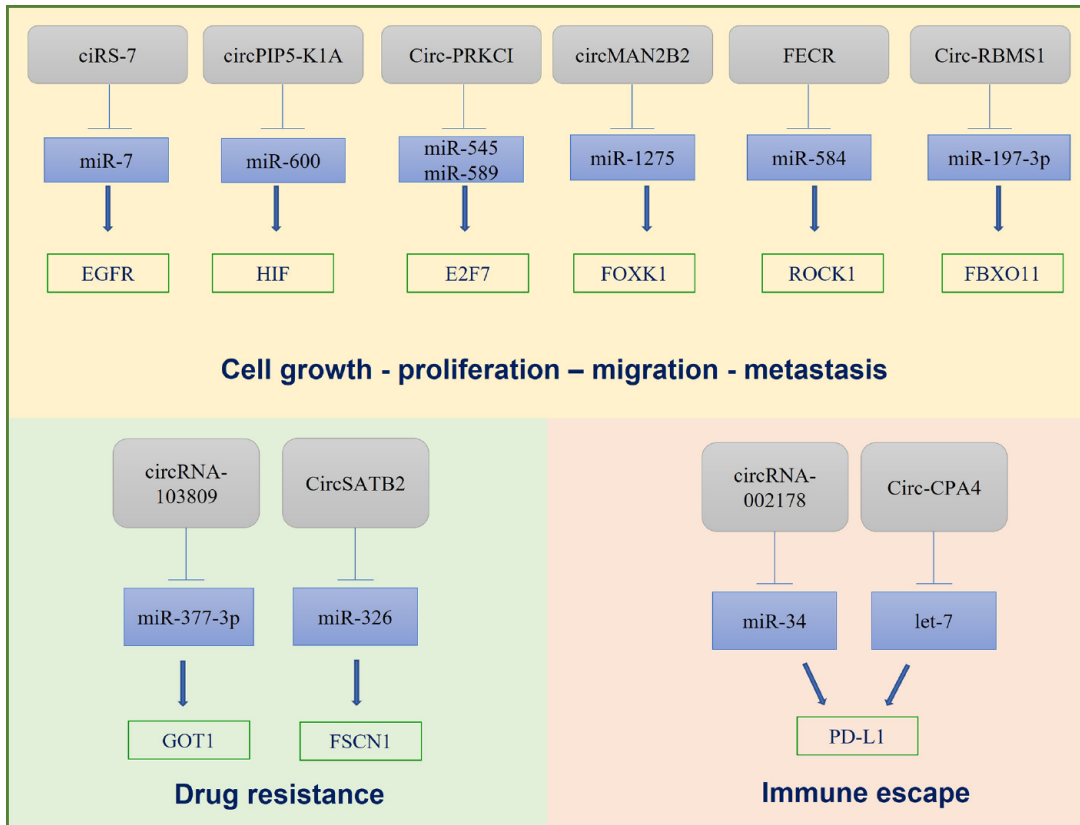 ciRS-7
circPIP5-K1A
Circ-PRKCI
circMAN2B2
FECR
Circ-RBMS1
miR-7
miR-600
miR-545
miR-589
miR-1275
miR-584
miR-197-3p
EGFR
HIF
E2F7
FOXK1
ROCK1
FBXO11
Cell growth - proliferation – migration - metastasis
circRNA-
103809
CircSATB2
miR-377-3p
miR-326
GOT1
FSCN1
Drug resistance
circRNA-
002178
Circ-CPA4
miR-34
let-7
PD-L1
Immune escape